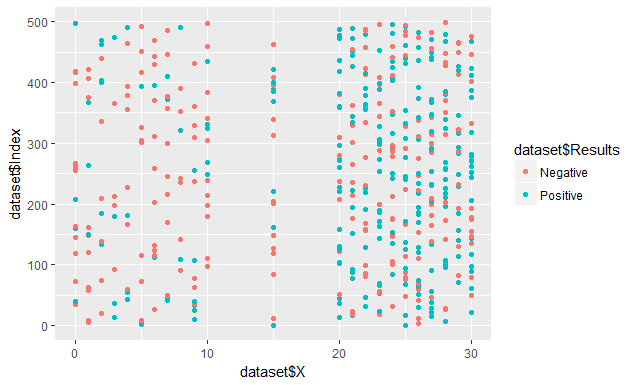 500
400
300
200
100
0
dataset$Index
0
10
20
30
dataset$X
dataset$Results
Negative
Positive